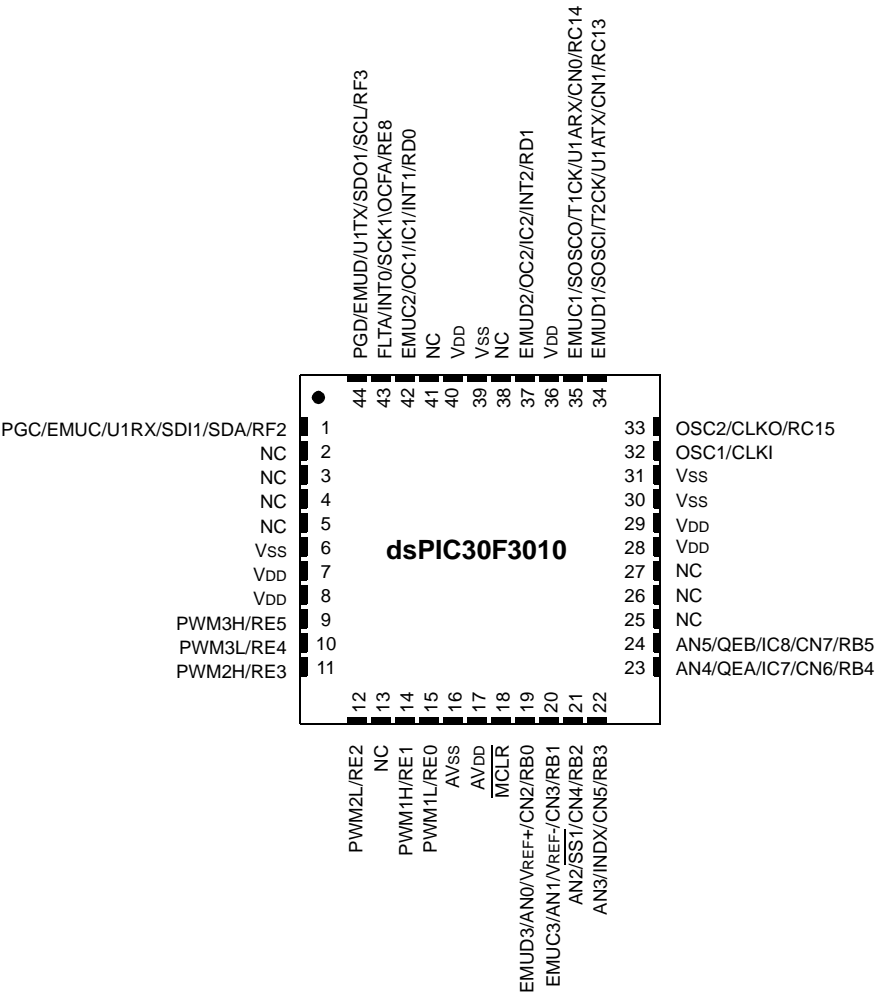 PGD/EMUD/U1TX/SDO1/SCL/RF3
FLTA/INT0/SCK1\OCFA/RE8
EMUC2/OC1/IC1/INT1/RD0
NC
VDD
VSS
NC
EMUD2/OC2/IC2/INT2/RD1
VDD
EMUC1/SOSCO/T1CK/U1ARX/CN0/RC14
EMUD1/SOSCI/T2CK/U1ATX/CN1/RC13
44
43
42
41
40
39
38
37
36
35
34
PGC/EMUC/U1RX/SDI1/SDA/RF2 1
NC 2
NC 3
NC 4
NC 5
VSS 6
VDD 7
VDD 8
PWM3H/RE5 9
PWM3L/RE4 10
PWM2H/RE3 11
dsPIC30F3010
33 OSC2/CLKO/RC15
32 OSC1/CLKI
31 VSS
30 VSS
29 VDD
28 VDD
27 NC
26 NC
25 NC
24 AN5/QEB/IC8/CN7/RB5
23 AN4/QEA/IC7/CN6/RB4
12
13
14
15
16
17
18
19
20
21
22
PWM2L/RE2
NC
PWM1H/RE1
PWM1L/RE0
AVSS
AVDD
MCLR
EMUD3/AN0/VREF+/CN2/RB0
EMUC3/AN1/VREF-/CN3/RB1
AN2/SS1/CN4/RB2
AN3/INDX/CN5/RB3